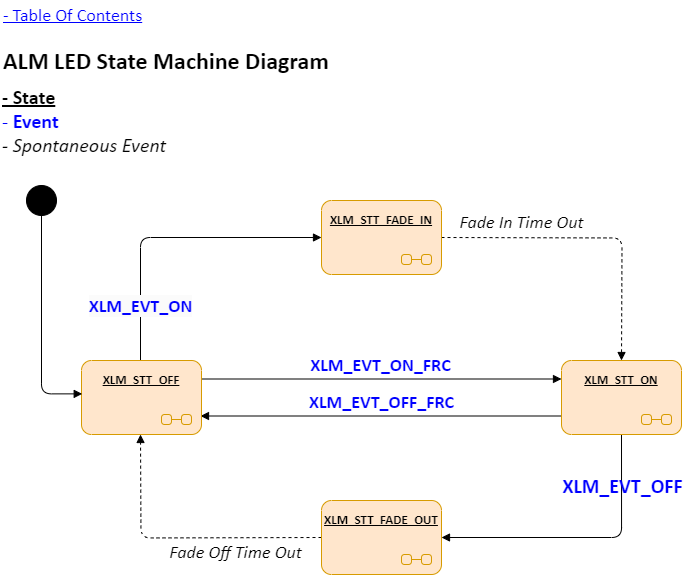 - Table Of Contents
ALM LED State Machine Diagram
- State
- Event
- Spontaneous Event
XLM_STT_FADE_IN
Fade In Time Out
XLM_EVT_ON
XLM_EVT_ON_FRC
XLM_STT_OFF
XLM_STT_ON
XLM_EVT_OFF_FRC
XLM_EVT_OFF
XLM_STT_FADE_OUT
Fade Off Time Out